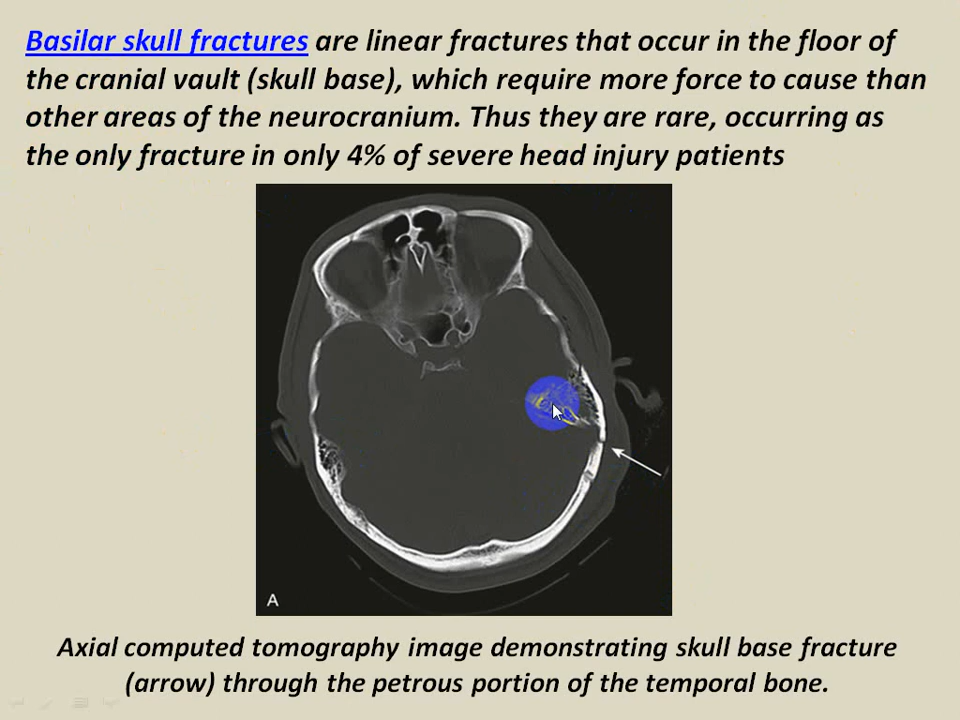 Basilar skull fractures are linear fractures that occur in the floor of
the cranial vault (skull base), which require more force to cause than
other areas of the neurocranium. Thus they are rare, occurring as
the only fracture in only 4% of severe head injury patients
A
Axial computed tomography image demonstrating skull base fracture
(arrow) through the petrous portion of the temporal bone.